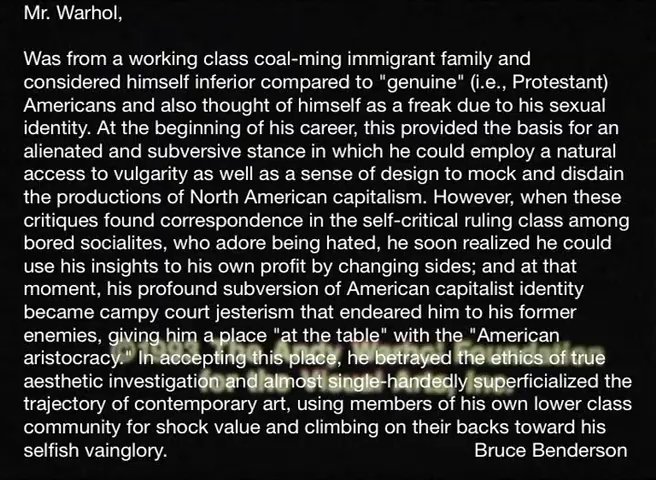 Mr. Warhol,
Was from a working class coal-ming immigrant family and
considered himself inferior compared to "genuine" (i.e., Protestant)
Americans and also thought of himself as a freak due to his sexual
identity. At the beginning of his career, this provided the basis for an
alienated and subversive stance in which he could employ a natural
access to vulgarity as well as a sense of design to mock and disdain
the productions of North American capitalism. However, when these
critiques found correspondence in the self-critical ruling class among
bored socialites, who adore being hated, he soon realized he could
use his insights to his own profit by changing sides; and at that
moment, his profound subversion of American capitalist identity
became campy court jesterism that endeared him to his former
enemies, giving him a place "at the table" with the "American
aristocracy." In accepting this place, he betrayed the ethics of true
aesthetic investigation and almost single-handedly superficialized the
trajectory of contemporary art, using members of his own lower class
community for shock value and climbing on their backs toward his
selfish vainglory. Bruce Benderson